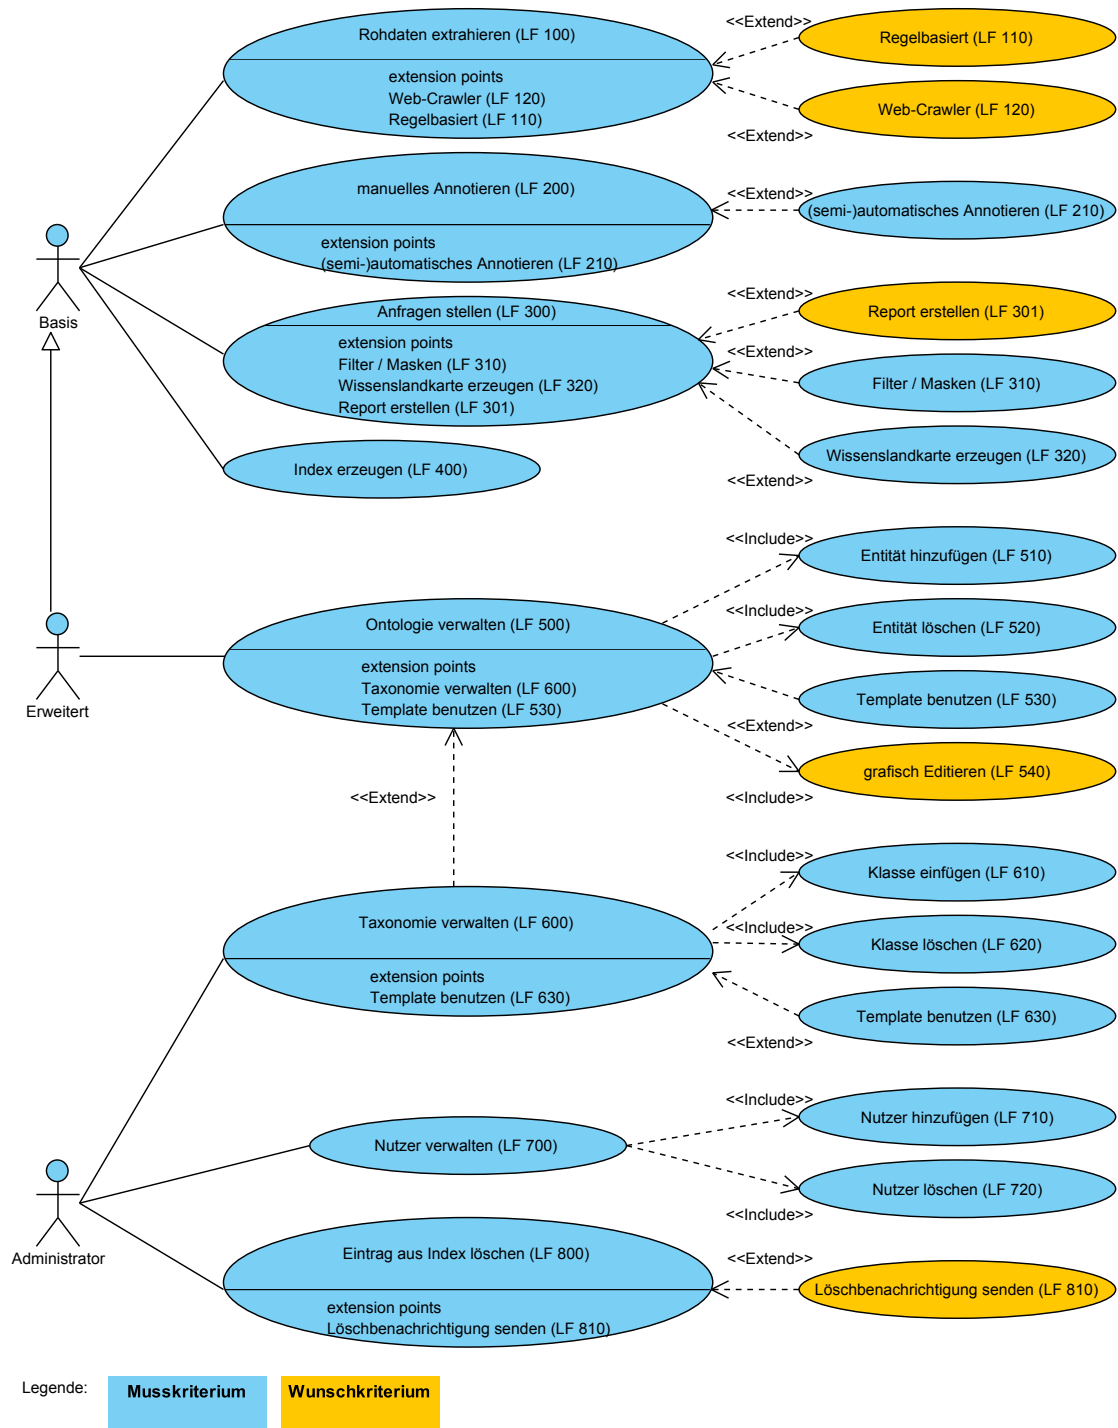 <<Extend>>
Rohdaten extrahieren (LF 100)
Regelbasiert (LF 110)
extension points
Web-Crawler (LF 120)
Regelbasiert (LF 110)
Web-Crawler (LF 120)
<<Extend>>
manuelles Annotieren (LF 200)
<<Extend>>
(semi-)automatisches Annotieren (LF 210)
extension points
(semi-)automatisches Annotieren (LF 210)
Basis
<<Extend>>
Anfragen stellen (LF 300)
Report erstellen (LF 301)
extension points
Filter / Masken (LF 310)
Wissenslandkarte erzeugen (LF 320)
Report erstellen (LF 301)
<<Extend>>
Filter / Masken (LF 310)
Wissenslandkarte erzeugen (LF 320)
<<Extend>>
Index erzeugen (LF 400)
<<Include>>
Entität hinzufügen (LF 510)
<<Include>>
Ontologie verwalten (LF 500)
Entität löschen (LF 520)
extension points
Taxonomie verwalten (LF 600)
Template benutzen (LF 530)
Erweitert
Template benutzen (LF 530)
<<Extend>>
grafisch Editieren (LF 540)
<<Extend>>
<<Include>>
<<Include>>
Klasse einfügen (LF 610)
Taxonomie verwalten (LF 600)
<<Include>>
Klasse löschen (LF 620)
extension points
Template benutzen (LF 630)
Template benutzen (LF 630)
<<Extend>>
<<Include>>
Nutzer hinzufügen (LF 710)
Nutzer verwalten (LF 700)
Nutzer löschen (LF 720)
<<Include>>
Administrator
Eintrag aus Index löschen (LF 800)
<<Extend>>
Löschbenachrichtigung senden (LF 810)
extension points
Löschbenachrichtigung senden (LF 810)
Legende:
Musskriterium
Wunschkriterium